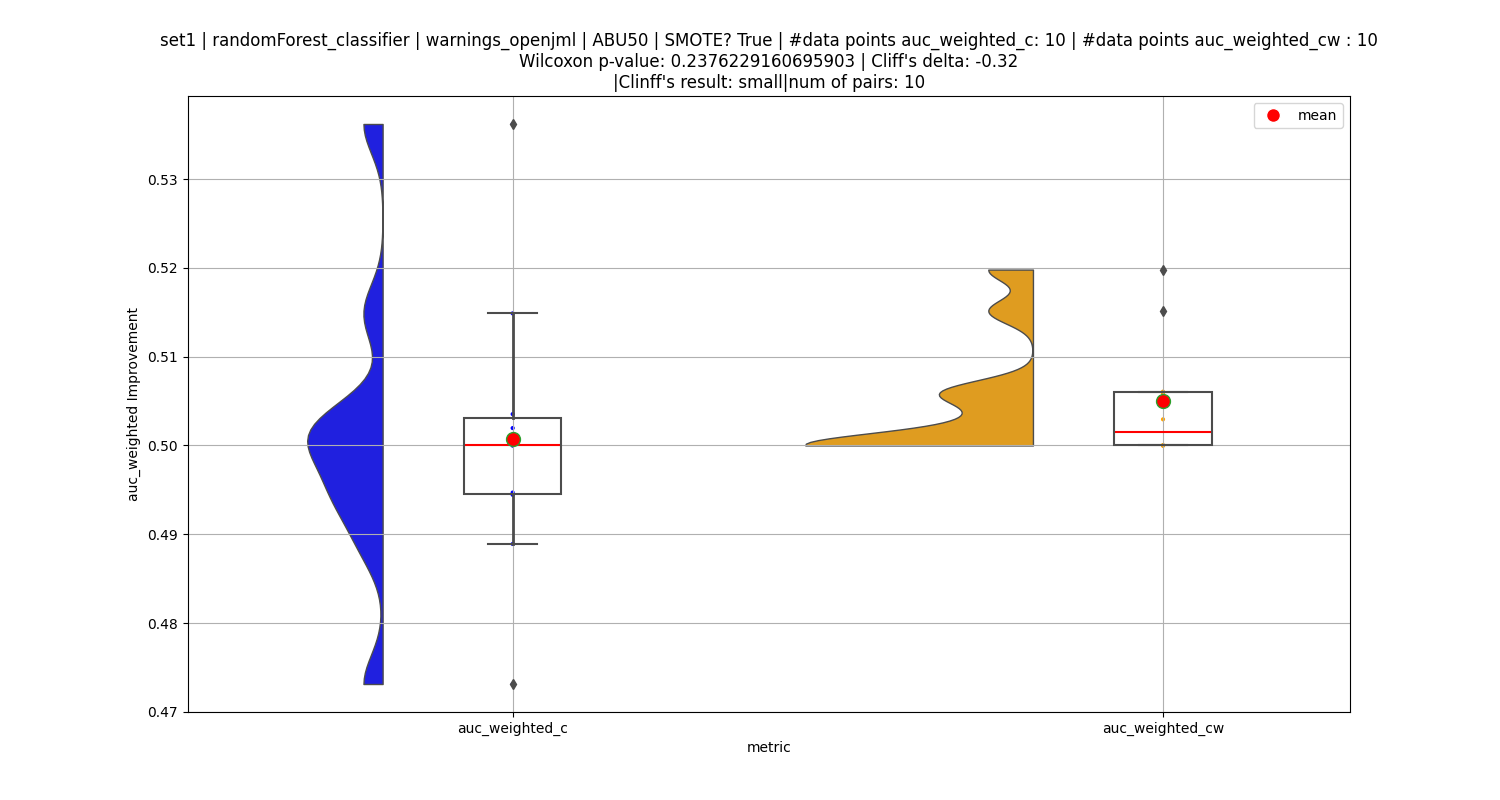 set1 | randomForest_classifier | warnings_openjml | ABU50 | SMOTE? True | #data points auc_weighted_c: 10 | #data points auc_weighted_cw : 10
Wilcoxon p-value: 0.2376229160695903 | Cliff's delta: -0.32
|Clinff's result: small|num of pairs: 10
mean
0.53
0.52
0.51
0.50
0.49
0.48
0.47
auc_weighted Improvement
auc_weighted_c
auc_weighted_cw
metric